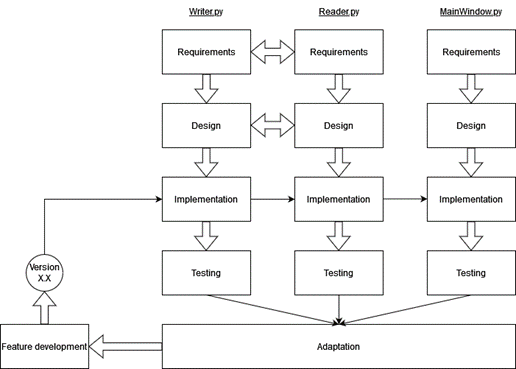 Writer.py
Reader.py
MainWindow.py
Requirements
Requirements
Requirements
Design
Design
Design
Implementation
Implementation
Implementation
Version
X.X
Testing
Testing
Testing
Feature development
Adaptation